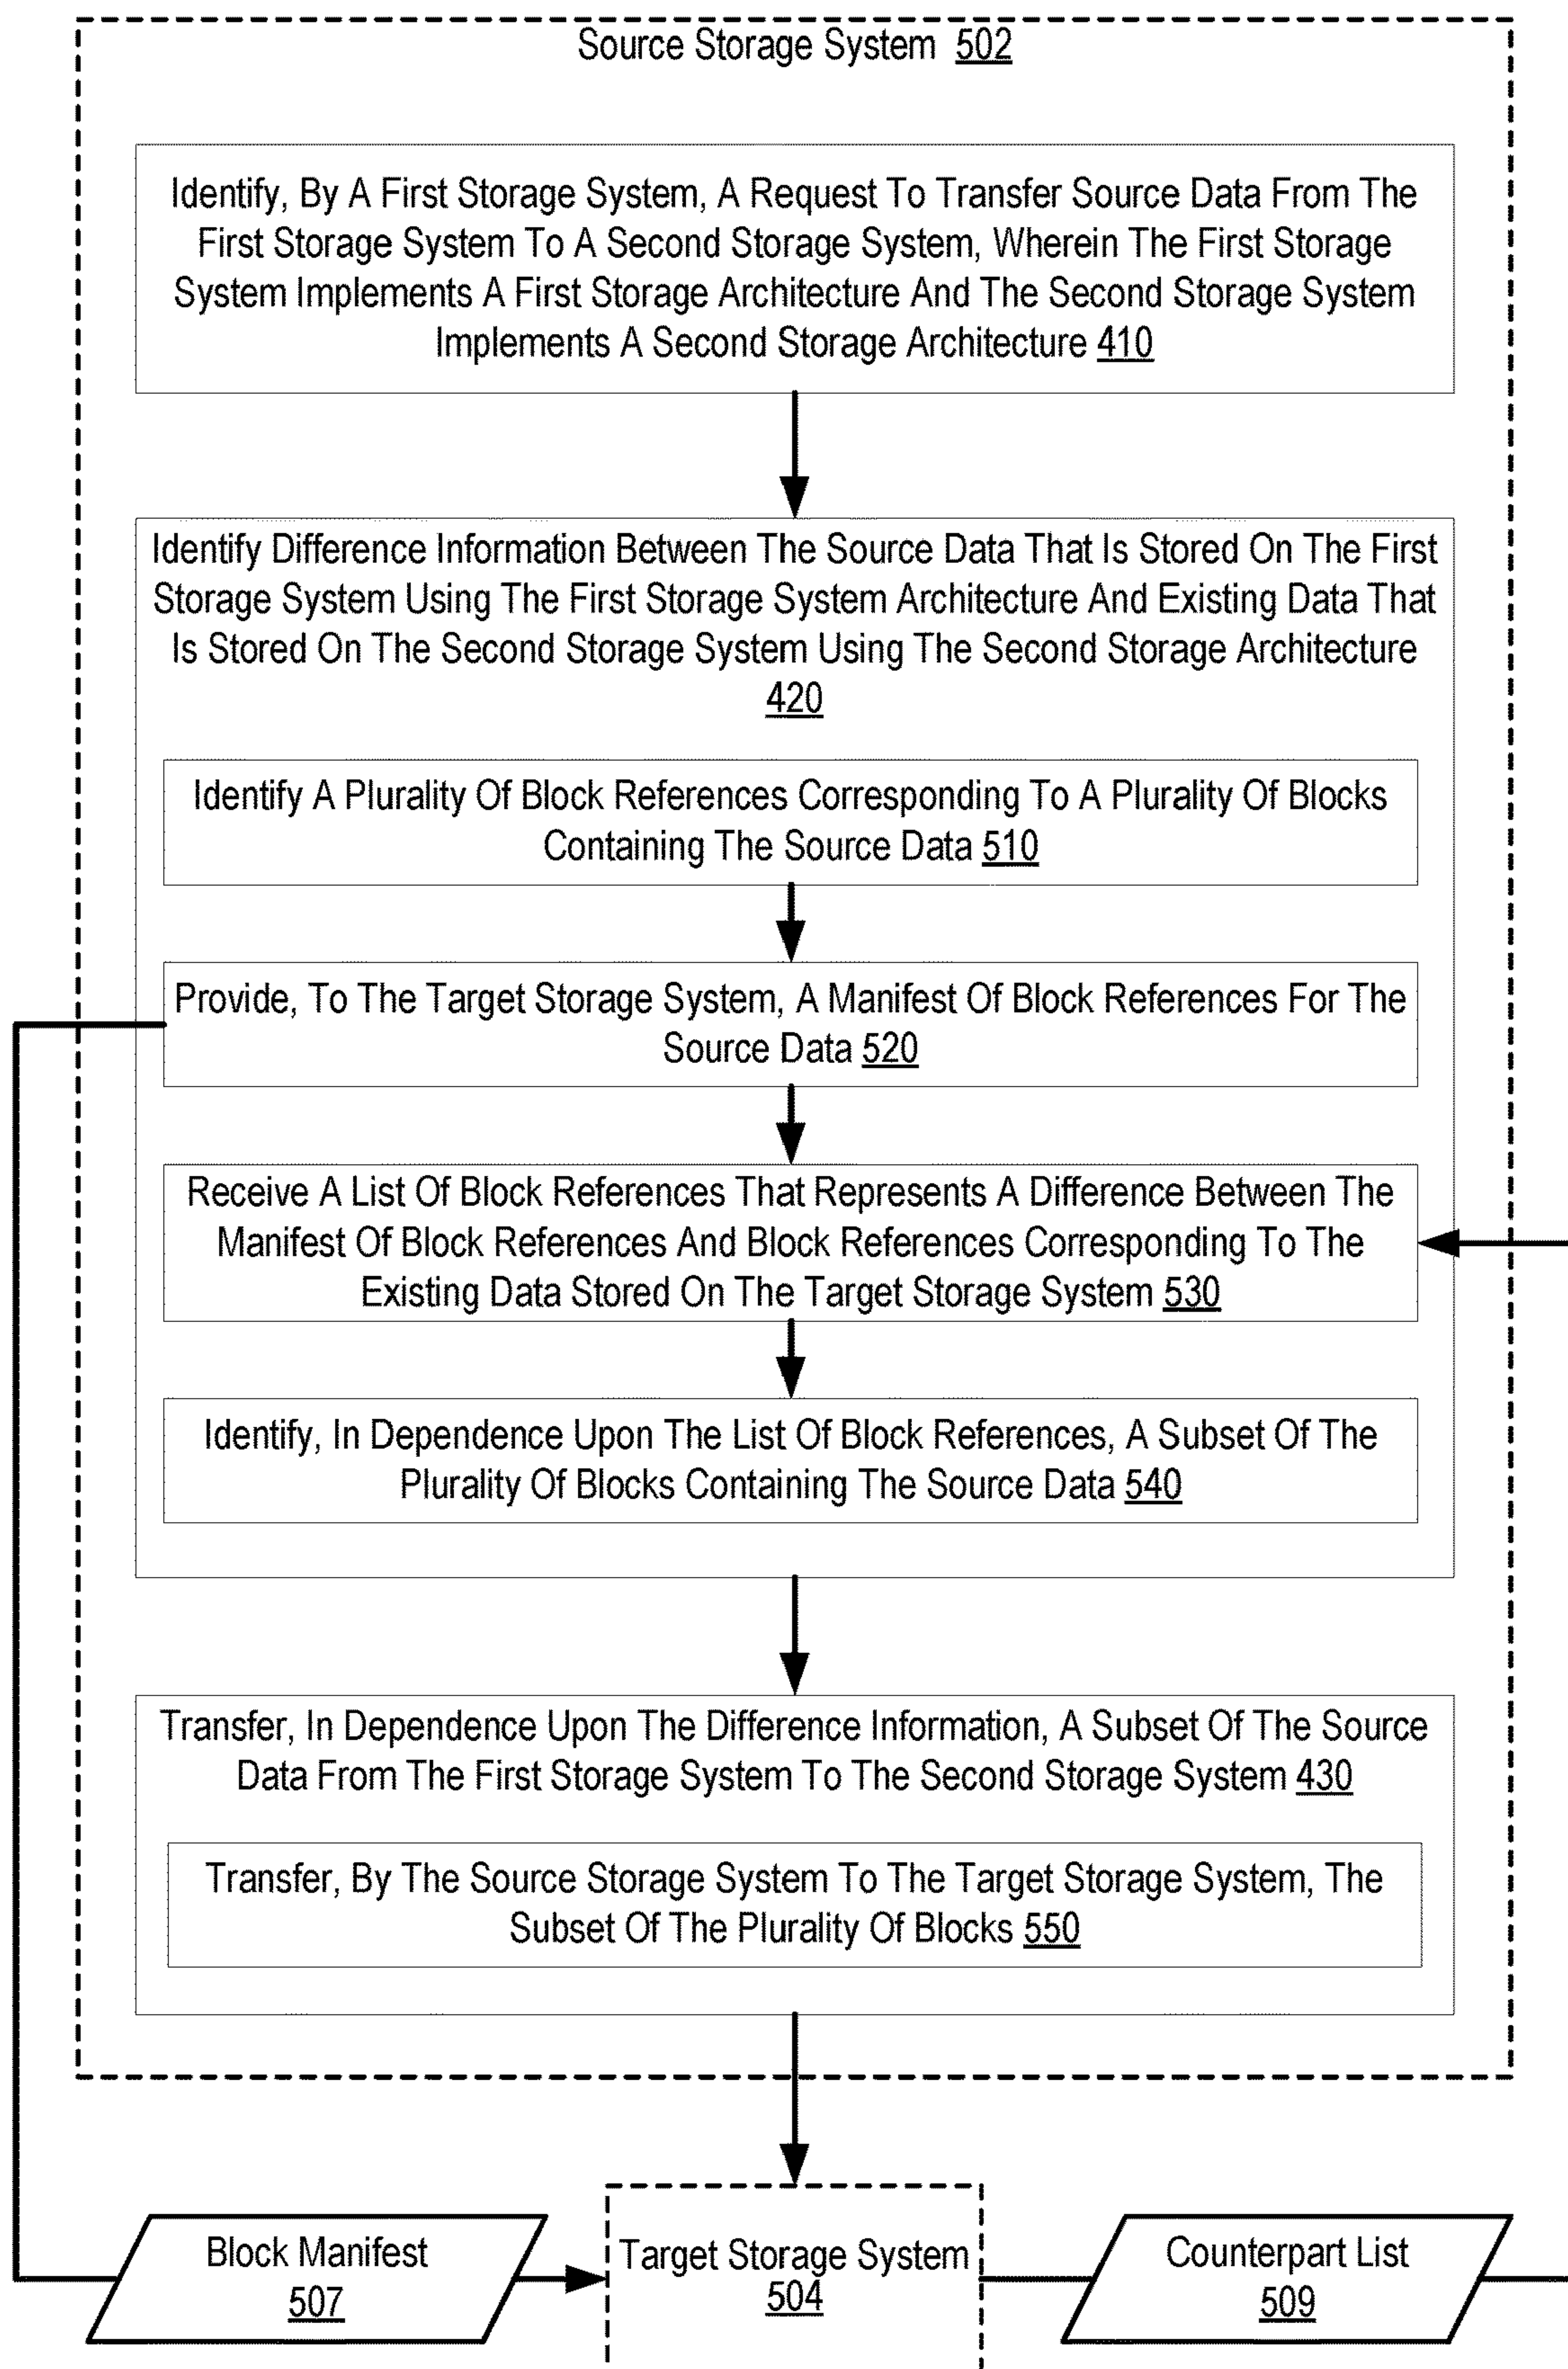 Source Storage System 502
Identify, By A First Storage System, A Request To Transfer Source Data From The
First Storage System To A Second Storage System, Wherein The First Storage
System Implements A First Storage Architecture And The Second Storage System
Implements A Second Storage Architecture 410
Identify Difference Information Between The Source Data That Is Stored On The First
Storage System Using The First Storage System Architecture And Existing Data That
Is Stored On The Second Storage System Using The Second Storage Architecture
420
Identify A Plurality Of Block References Corresponding To A Plurality Of Blocks
Containing The Source Data 510
Provide, To The Target Storage System, A Manifest Of Block References For The
Source Data 520
Receive A List Of Block References That Represents A Difference Between The
Manifest Of Block References And Block References Corresponding To The
Existing Data Stored On The Target Storage System 530
Identify, In Dependence Upon The List Of Block References, A Subset Of The
Plurality Of Blocks Containing The Source Data 540
Transfer, In Dependence Upon The Difference Information, A Subset Of The Source
Data From The First Storage System To The Second Storage System 430
Transfer, By The Source Storage System To The Target Storage System, The
Subset Of The Plurality Of Blocks 550
Block Manifest
507
Target Storage System
504
Counterpart List
509